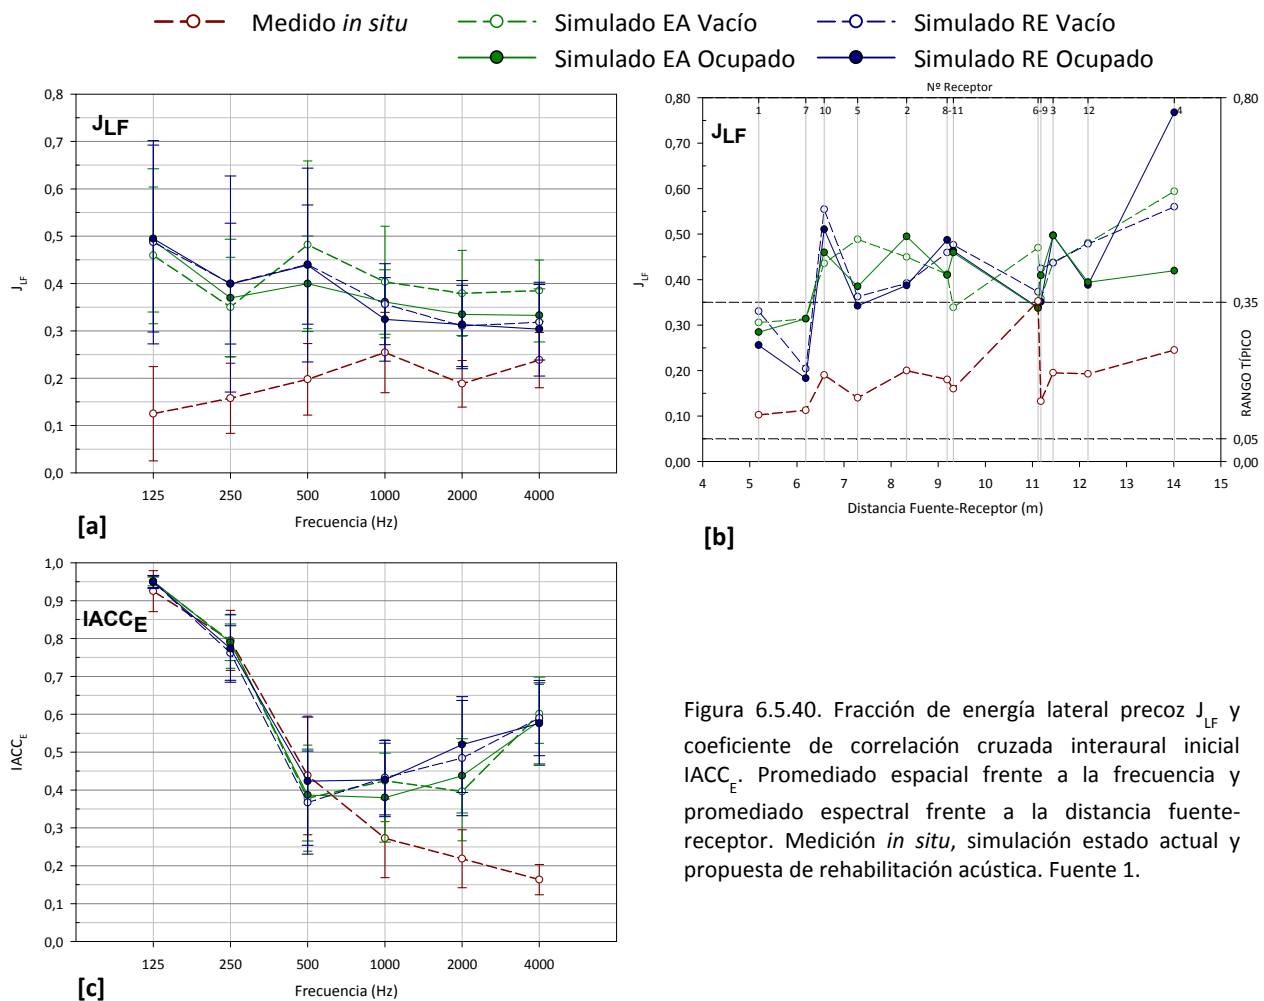 Medido in situ
Simulado EA Vacío
Simulado RE Vacío
Simulado EA Ocupado
Simulado RE Ocupado
0,8
0,7
0,6
0,5
0,4
0,3
0,2
0,1
0,0
JLF
JLF
125
250
500
1000
2000
4000
Frecuencia (Hz)
[a]
Nº Receptor
1
7
10
5
2
8-11
6-9
3
12
4
0,80
0,70
0,60
0,50
0,40
0,30
0,20
0,10
0,00
JLF
JLF
0,80
0,35
0,05
0,00
RANGO TÍPICO
4
5
6
7
8
9
10
11
12
13
14
15
Distancia Fuente-Receptor (m)
[b]
1,0
0,9
0,8
0,7
0,6
0,5
0,4
0,3
0,2
0,1
0,0
IACCE
IACCE
125
250
500
1000
2000
4000
Frecuencia (Hz)
[c]
Figura 6.5.40. Fracción de energía lateral precoz JLF y
coeficiente de correlación cruzada interaural inicial
IACCE. Promediado espacial frente a la frecuencia y
promediado espectral frente a la distancia fuente-
receptor. Medición in situ, simulación estado actual y
propuesta de rehabilitación acústica. Fuente 1.